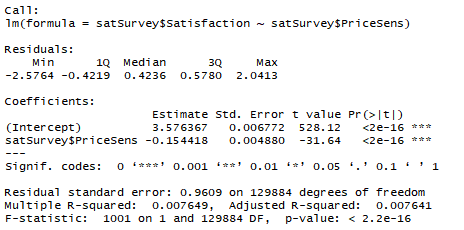 Call:
lm(formula = satSurvey$Satisfaction ~ satSurvey$PriceSens)
Residuals:
    Min      1Q  Median      3Q     Max
-2.5764 -0.4219  0.4236  0.5780  2.0413
Coefficients:
                     Estimate Std. Error t value Pr(>|t|)
(Intercept)          3.576367   0.006772  528.12   <2e-16 ***
satSurvey$PriceSens -0.154418   0.004880  -31.64   <2e-16 ***
---
Signif. codes:  0 ‘***’ 0.001 ‘**’ 0.01 ‘*’ 0.05 ‘.’ 0.1 ‘ ’ 1
Residual standard error: 0.9609 on 129884 degrees of freedom
Multiple R-squared:  0.007649,  Adjusted R-squared:  0.007641
F-statistic:  1001 on 1 and 129884 DF,  p-value: < 2.2e-16